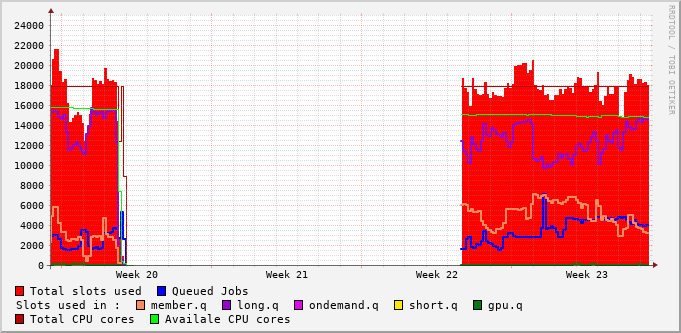 RRDTOOL / TOBI OETIKER
24000
22000
20000
18000
16000
14000
12000
10000
8000
6000
4000
2000
0
Week 20 Week 21 Week 22 Week 23
Total slots used Queued Jobs
Slots used in : member.q long.q ondemand.q short.q gpu.q
Total CPU cores Availale CPU cores